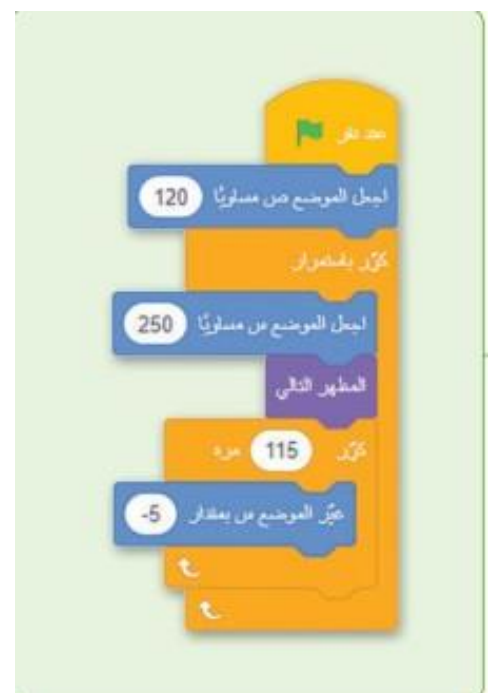 عند نقر
اجعل الموضع ص مساويًا 120
كرّر باستمرار
اجعل الموضع س مساويًا 250
المظهر التالي
كرّر 115 مرة
غيّر الموضع س بمقدار -5